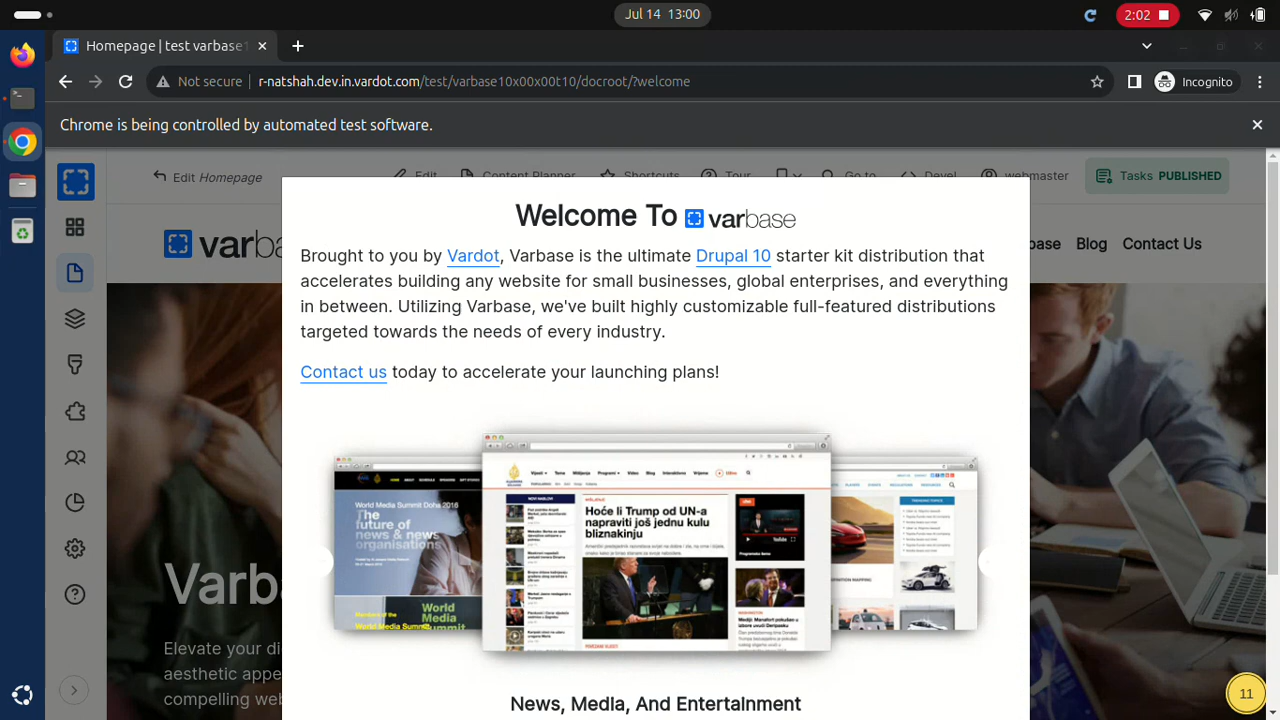 Jul 14 13:00
2:02
Homepage | test varbase1
Not secure
r-natshah.dev.in.vardot.com/test/varbase10x00x00t10/docroot/?welcome
Incognito
Chrome is being controlled by automated test software.
Edit Homepage
Edit
Content Planner
Shortcuts
Tour
Go to
Devel
webmaster
Tasks PUBLISHED
Welcome To varbase
varba
base
Blog
Contact Us
Brought to you by Vardot, Varbase is the ultimate Drupal 10 starter kit distribution that
accelerates building any website for small businesses, global enterprises, and everything
in between. Utilizing Varbase, we've built highly customizable full-featured distributions
targeted towards the needs of every industry.
Contact us today to accelerate your launching plans!
World Media Summit Doha 2016
The
future of
news & news
organisations
World
Media
Hoće li Trump od UN-a
napraviti još jednu kulu
bliznakinju
TRENDING TOPICS
Varb
Elevate your di
aesthetic appe
compelling web
News, Media, And Entertainment
11